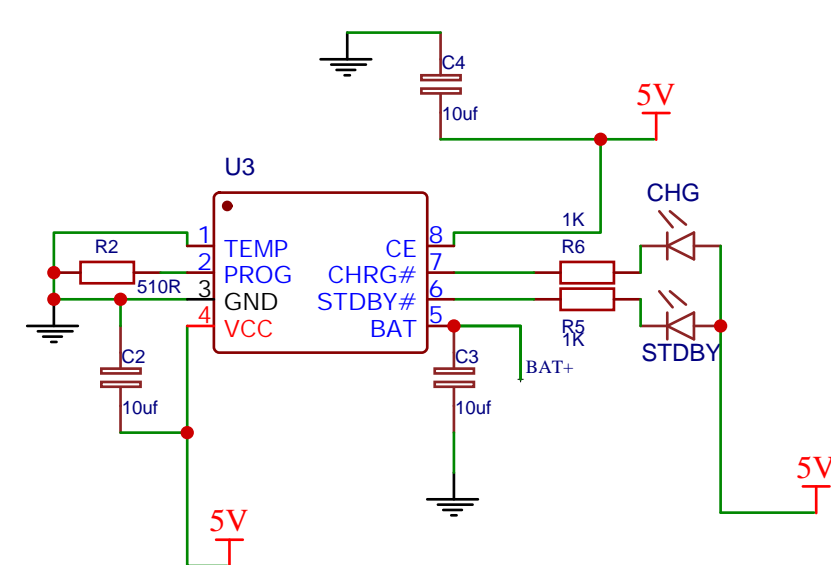 C4
10uf
5V
U3
CHG
1K
R6
1
TEMP
CE
8
R2
2
PROG
CHRG#
7
510R
3
GND
STDBY#
6
4
VCC
BAT
5
R5
1K
STDBY
C2
10uf
C3
10uf
BAT+
5V
5V